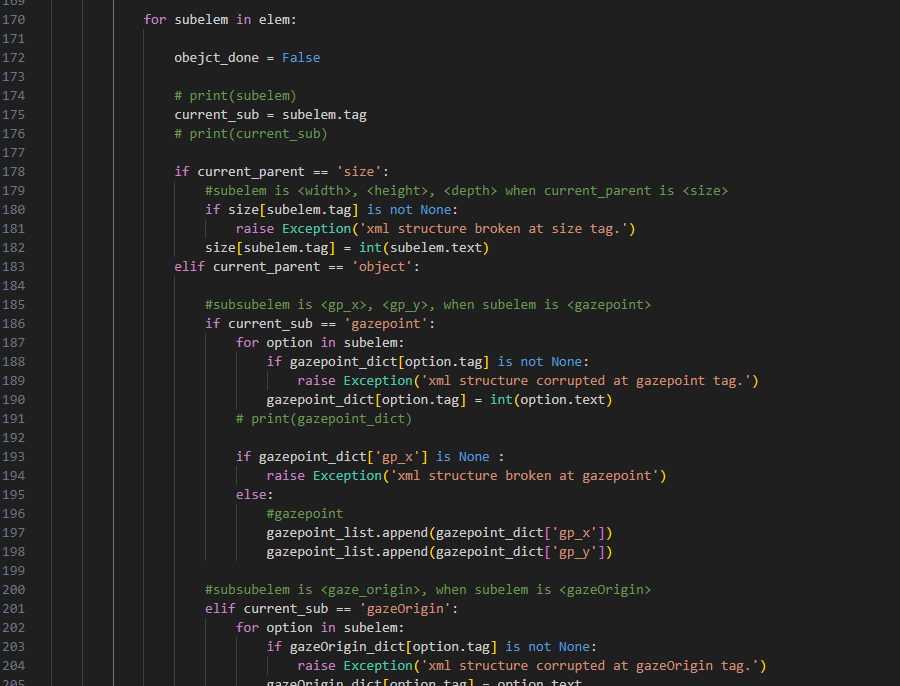 169
170 for subelem in elem:
171
172 obejct_done = False
173
174 # print(subelem)
175 current_sub = subelem.tag
176 # print(current_sub)
177
178 if current_parent == 'size':
179 #subelem is <width>, <height>, <depth> when current_parent is <size>
180 if size[subelem.tag] is not None:
181 raise Exception('xml structure broken at size tag.')
182 size[subelem.tag] = int(subelem.text)
183 elif current_parent == 'object':
184
185 #subsubelem is <gp_x>, <gp_y>, when subelem is <gazepoint>
186 if current_sub == 'gazepoint':
187 for option in subelem:
188 if gazepoint_dict[option.tag] is not None:
189 raise Exception('xml structure corrupted at gazepoint tag.')
190 gazepoint_dict[option.tag] = int(option.text)
191 # print(gazepoint_dict)
192
193 if gazepoint_dict['gp_x'] is None :
194 raise Exception('xml structure broken at gazepoint')
195 else:
196 #gazepoint
197 gazepoint_list.append(gazepoint_dict['gp_x'])
198 gazepoint_list.append(gazepoint_dict['gp_y'])
199
200 #subsubelem is <gaze_origin>, when subelem is <gazeOrigin>
201 elif current_sub == 'gazeOrigin':
202 for option in subelem:
203 if gazeOrigin_dict[option.tag] is not None:
204 raise Exception('xml structure corrupted at gazeOrigin tag.')
205 gazeOrigin_dict[option.tag] = option.text